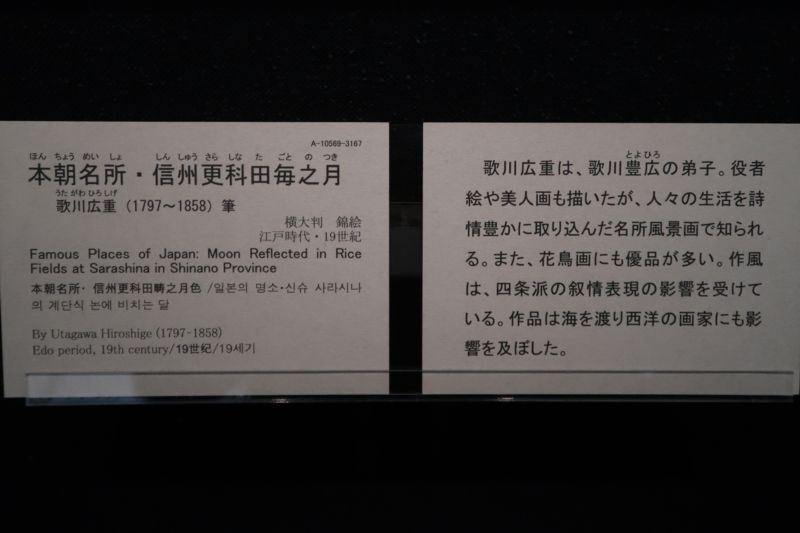 A-10569-3167
ほん ちょう めい しょ しん しゅう さら しな た ごと の つき
本朝名所・信州更科田毎之月
うた がわ ひろ しげ
歌川広重（1797〜1858）筆
横大判　錦絵
江戸時代・19世紀
Famous Places of Japan: Moon Reflected in Rice
Fields at Sarashina in Shinano Province
本朝名所・信州更科田畴之月色 /일본의 명소・신슈 사라시나
의 계단식 논에 비치는 달
By Utagawa Hiroshige (1797-1858)
Edo period, 19th century/19世纪/19세기
とよひろ
歌川広重は、歌川豊広の弟子。役者
絵や美人画も描いたが、人々の生活を詩
情豊かに取り込んだ名所風景画で知られ
る。また、花鳥画にも優品が多い。作風
は、四条派の叙情表現の影響を受けて
いる。作品は海を渡り西洋の画家にも影
響を及ぼした。